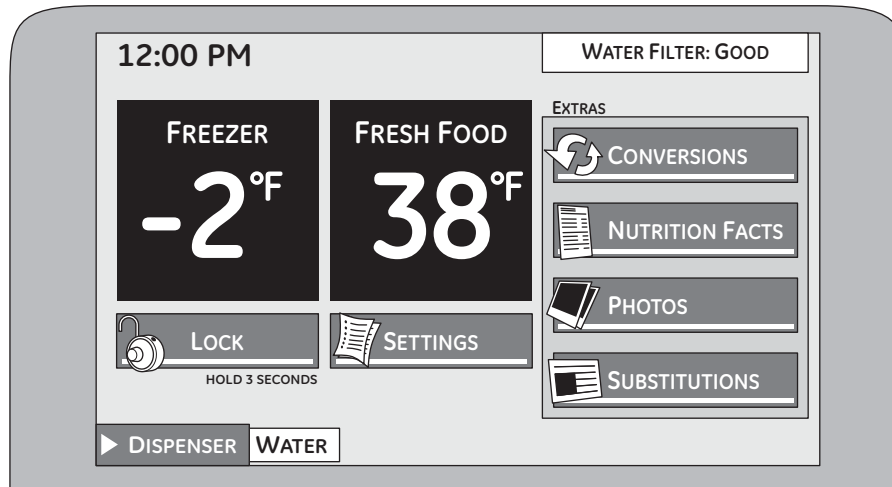 12:00 PM
WATER FILTER: GOOD
FREEZER
-2°F
FRESH FOOD
38°F
EXTRAS
CONVERSIONS
NUTRITION FACTS
PHOTOS
SUBSTITUTIONS
LOCK
HOLD 3 SECONDS
SETTINGS
DISPENSER WATER